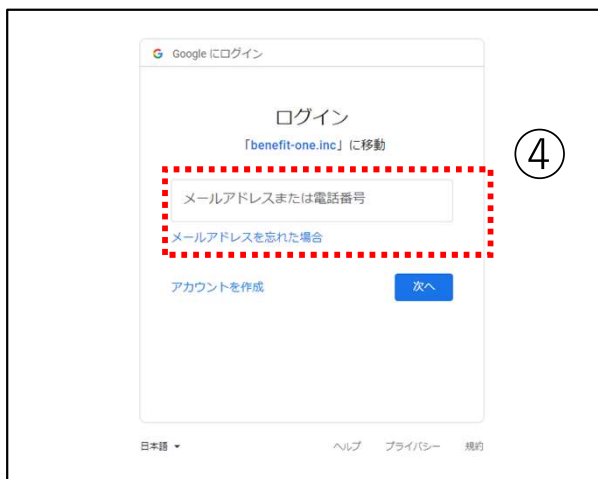 Google にログイン
ログイン
「benefit-one.inc」に移動
④
メールアドレスまたは電話番号
メールアドレスを忘れた場合
アカウントを作成
次へ
日本語
ヘルプ プライバシー 規約